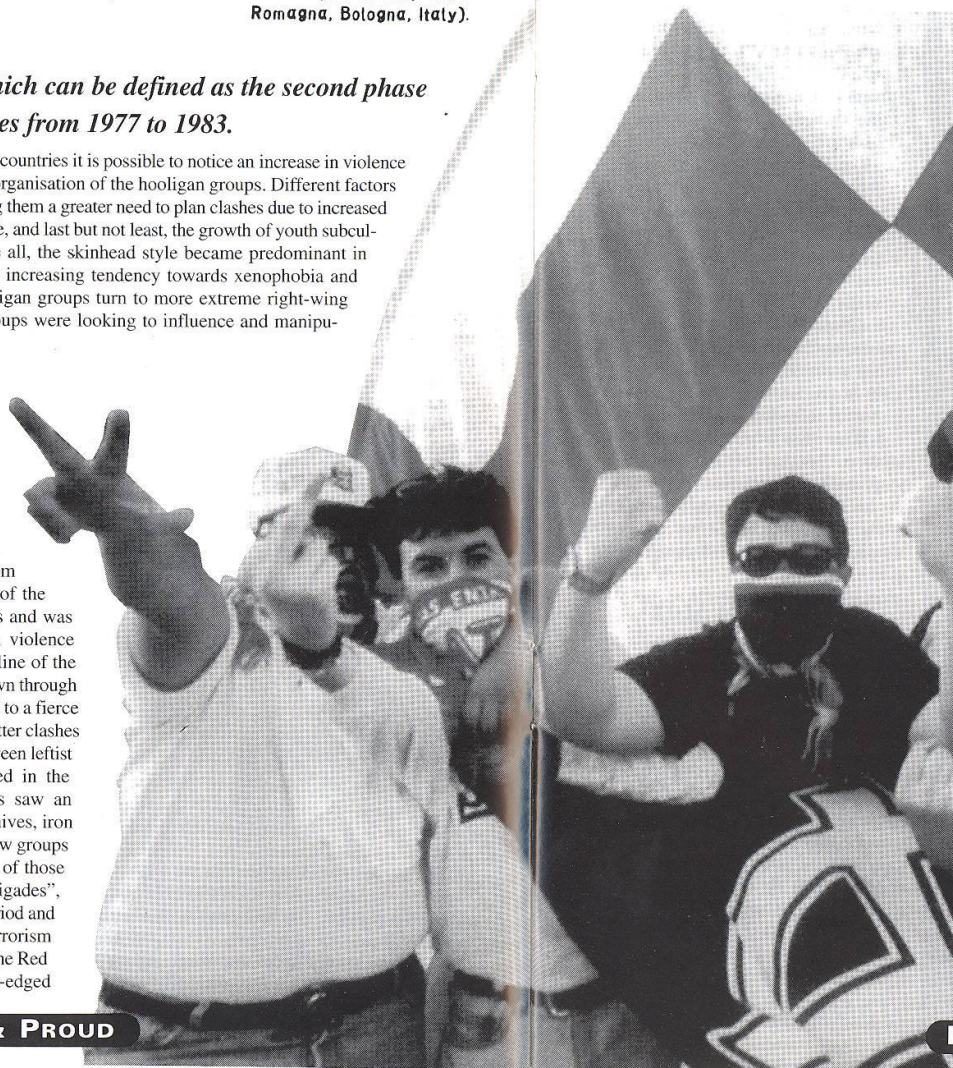 Romagna, Bologna, Italy).
ich can be defined as the second phase
es from 1977 to 1983.
countries it is possible to notice an increase in violence
rganisation of the hooligan groups. Different factors
g them a greater need to plan clashes due to increased
e, and last but not least, the growth of youth subcul-
all, the skinhead style became predominant in
increasing tendency towards xenophobia and
igan groups turn to more extreme right-wing
oups were looking to influence and manipu-
m
of the
s and was
violence
line of the
wn through
to a fierce
tter clashes
een leftist
ed in the
s saw an
nives, iron
w groups
of those
igades",
iod and
rrorism
he Red
-edged
& PROUD